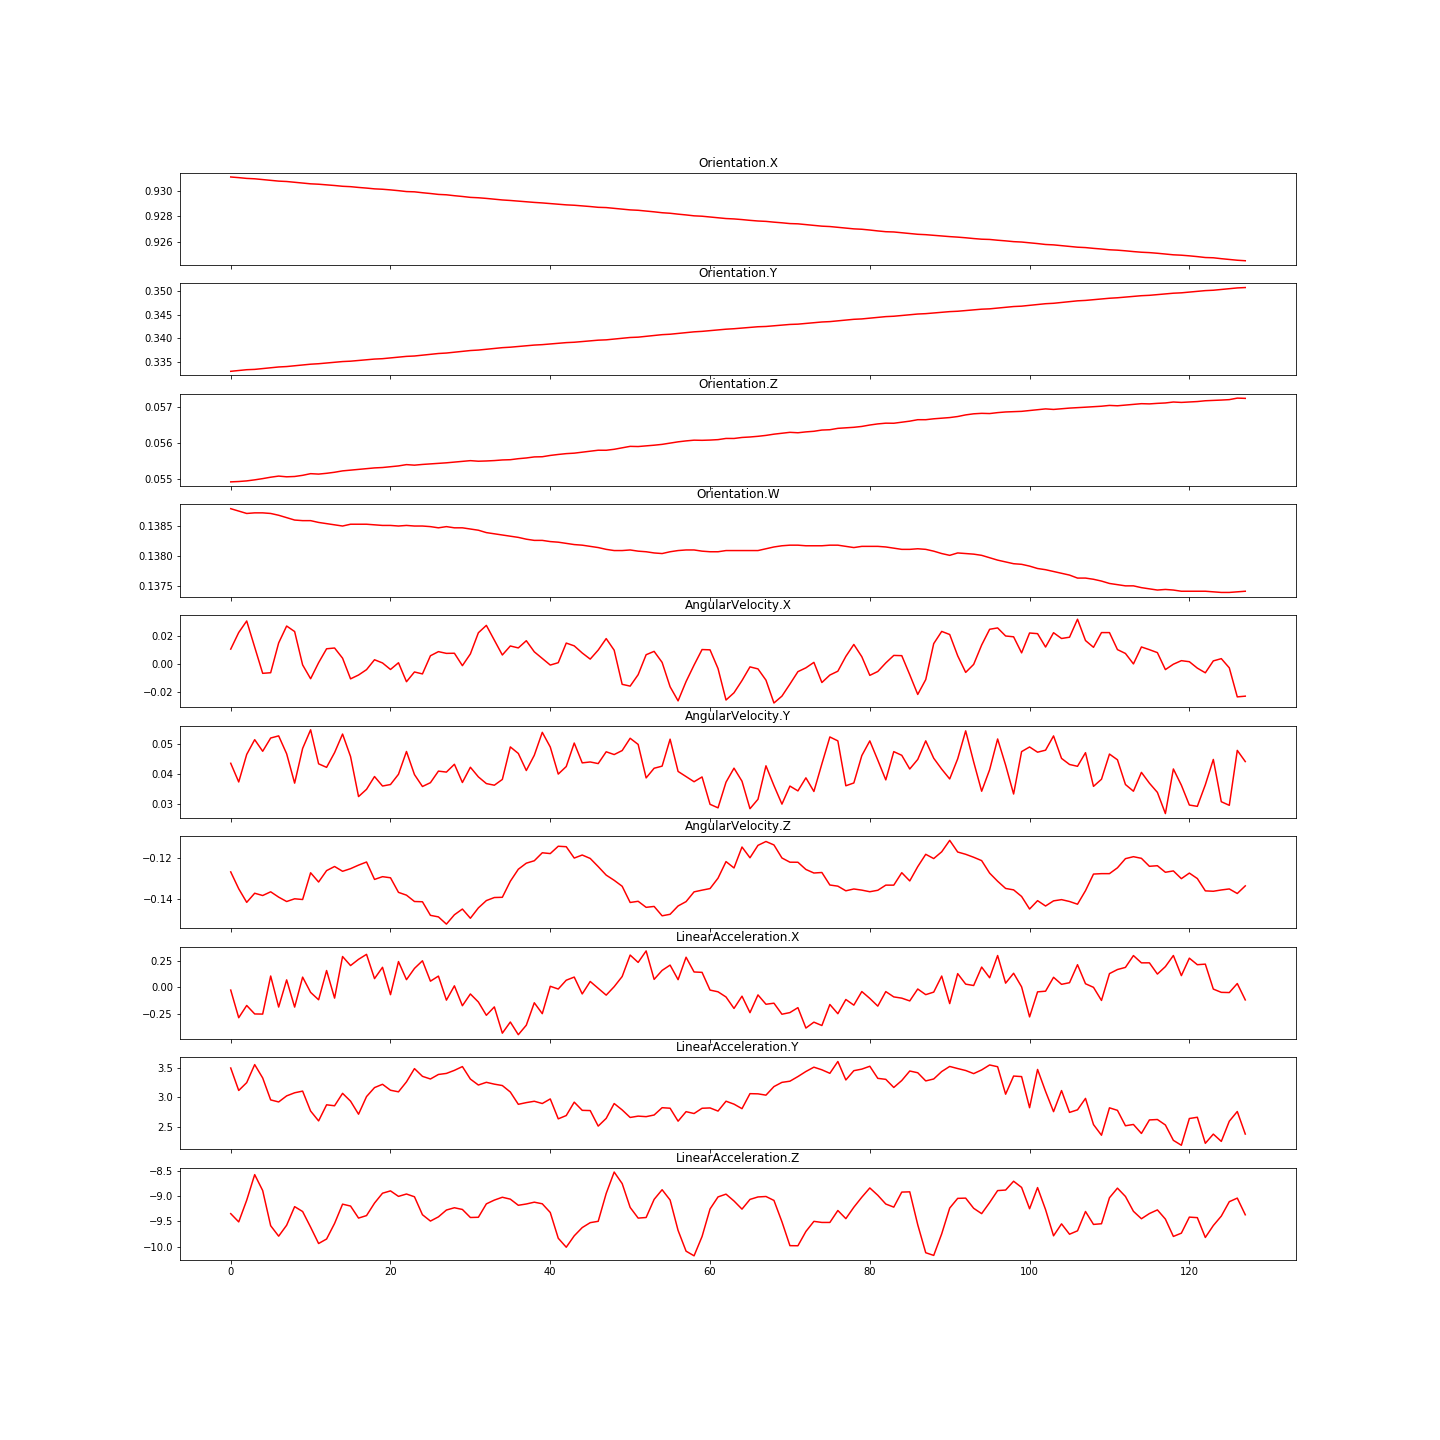 Orientation.X
0.930
0.928
0.926
Orientation.Y
0.350
0.345
0.340
0.335
Orientation.Z
0.057
0.056
0.055
Orientation.W
0.1385
0.1380
0.1375
AngularVelocity.X
0.02
0.00
−0.02
AngularVelocity.Y
0.05
0.04
0.03
AngularVelocity.Z
−0.12
−0.14
LinearAcceleration.X
0.25
0.00
−0.25
LinearAcceleration.Y
3.5
3.0
2.5
LinearAcceleration.Z
−8.5
−9.0
−9.5
−10.0
0 20 40 60 80 100 120